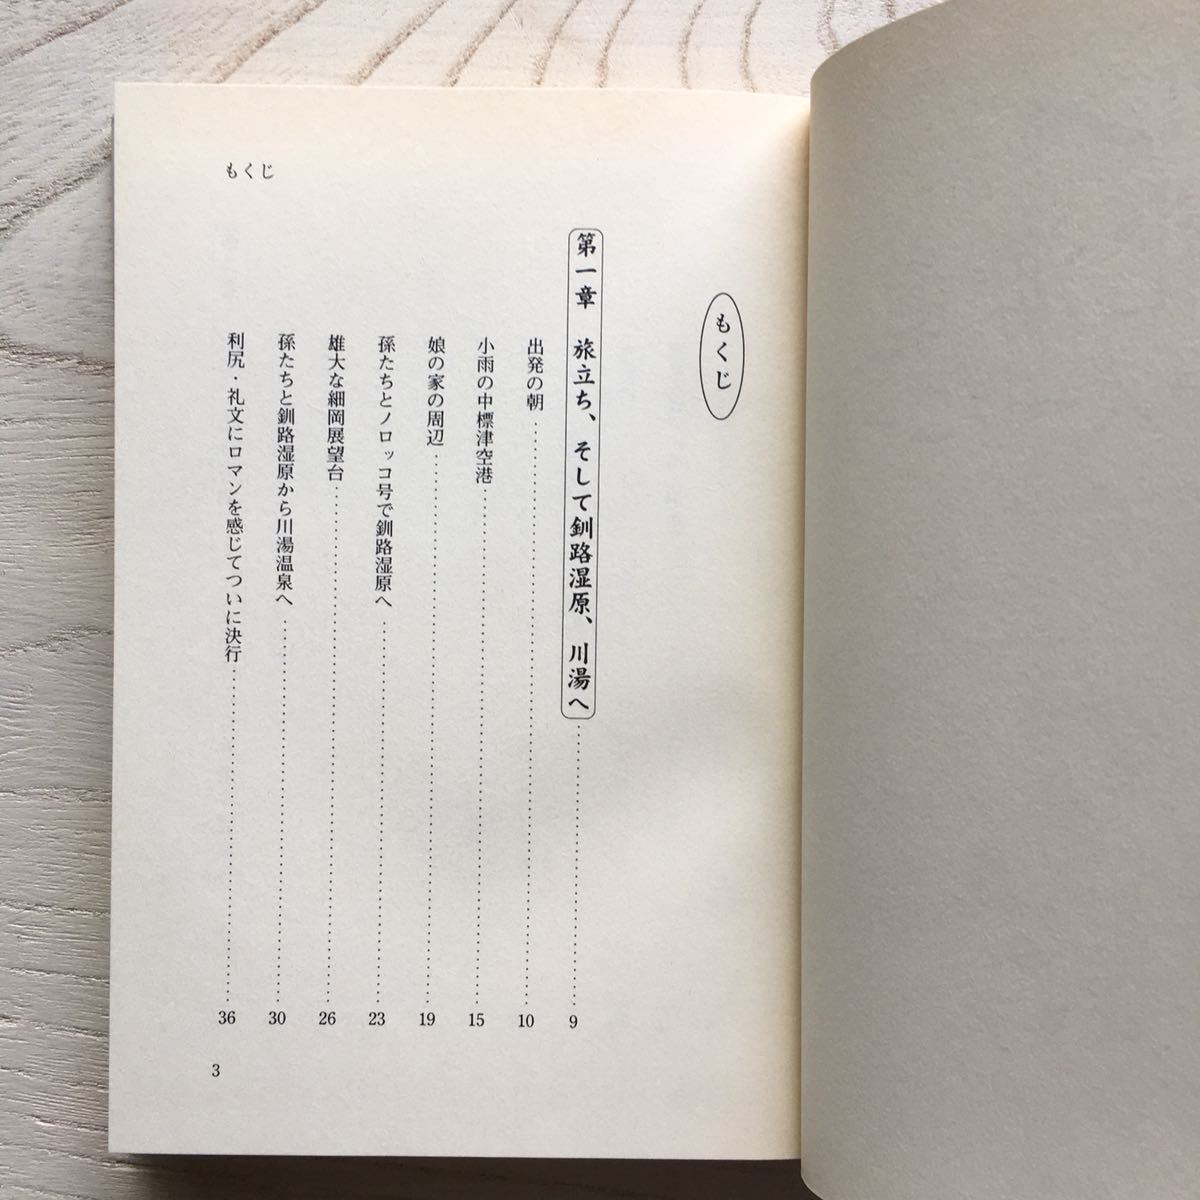 もくじ
もくじ
第一章 旅立ち、そして釧路湿原、川湯へ……9
出発の朝……10
小雨の中標津空港……15
娘の家の周辺……19
孫たちとノロッコ号で釧路湿原へ……23
雄大な細岡展望台……26
孫たちと釧路湿原から川湯温泉へ……30
利尻・礼文にロマンを感じてついに決行……36
3